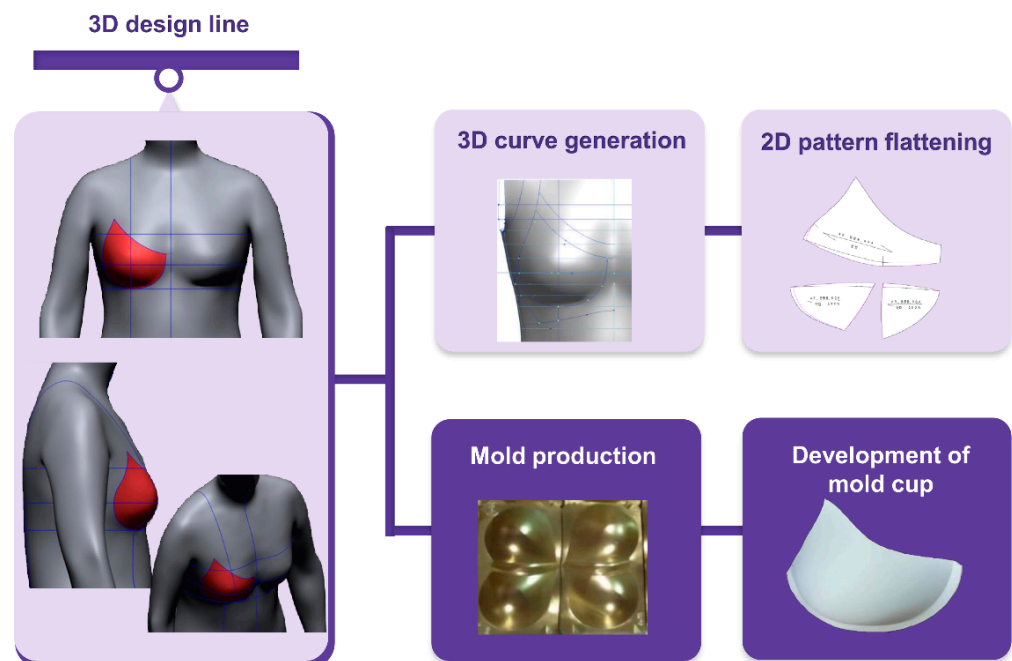 3D design line
3D curve generation
2D pattern flattening
Mold production
Development of
mold cup